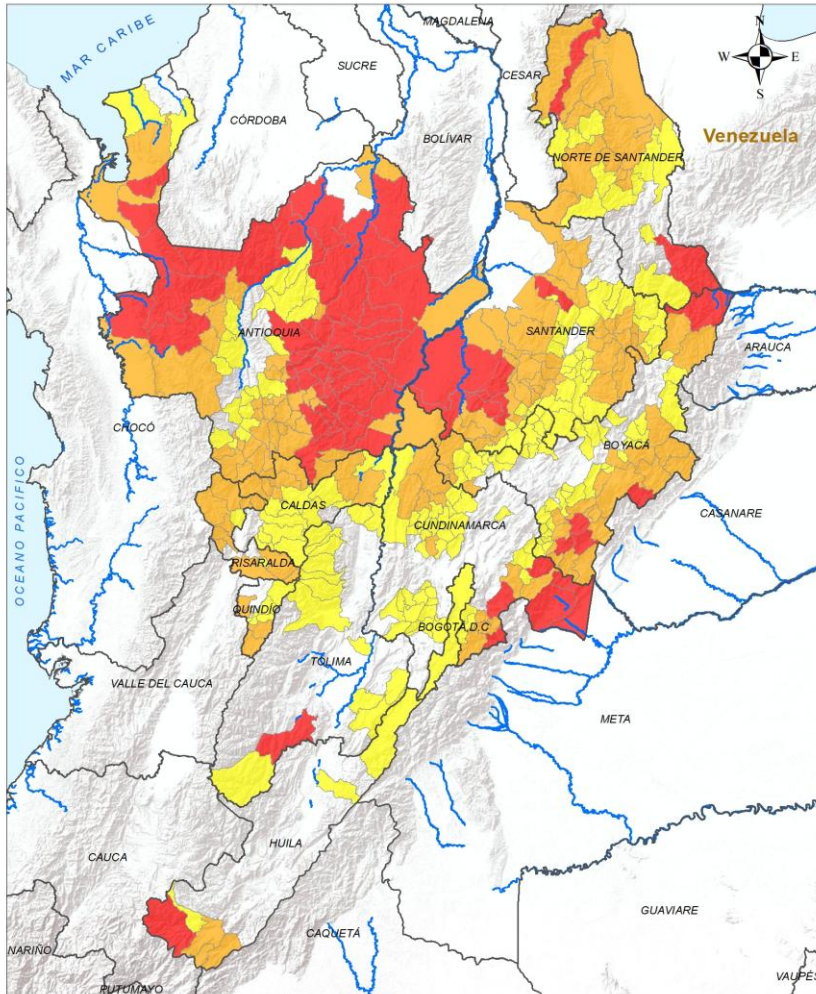 MAGDALENA
N
W E
S
MAR CARIBE
SUCRE
CESAR
CÓRDOBA
BOLÍVAR
Venezuela
NORTE DE SANTANDER
ANTIOQUIA
SANTANDER
ARAUCA
CHOCÓ
BOYACÁ
OCEANO PACIFICO
CALDAS
CUNDINAMARCA
CASANARE
RISARALDA
QUINDÍO
BOGOTÁ D.C
TOLIMA
VALLE DEL CAUCA
META
HUILA
CAUCA
GUAVIARE
CAQUETÁ
NARIÑO
PUTUMAYO
VAUPÉS